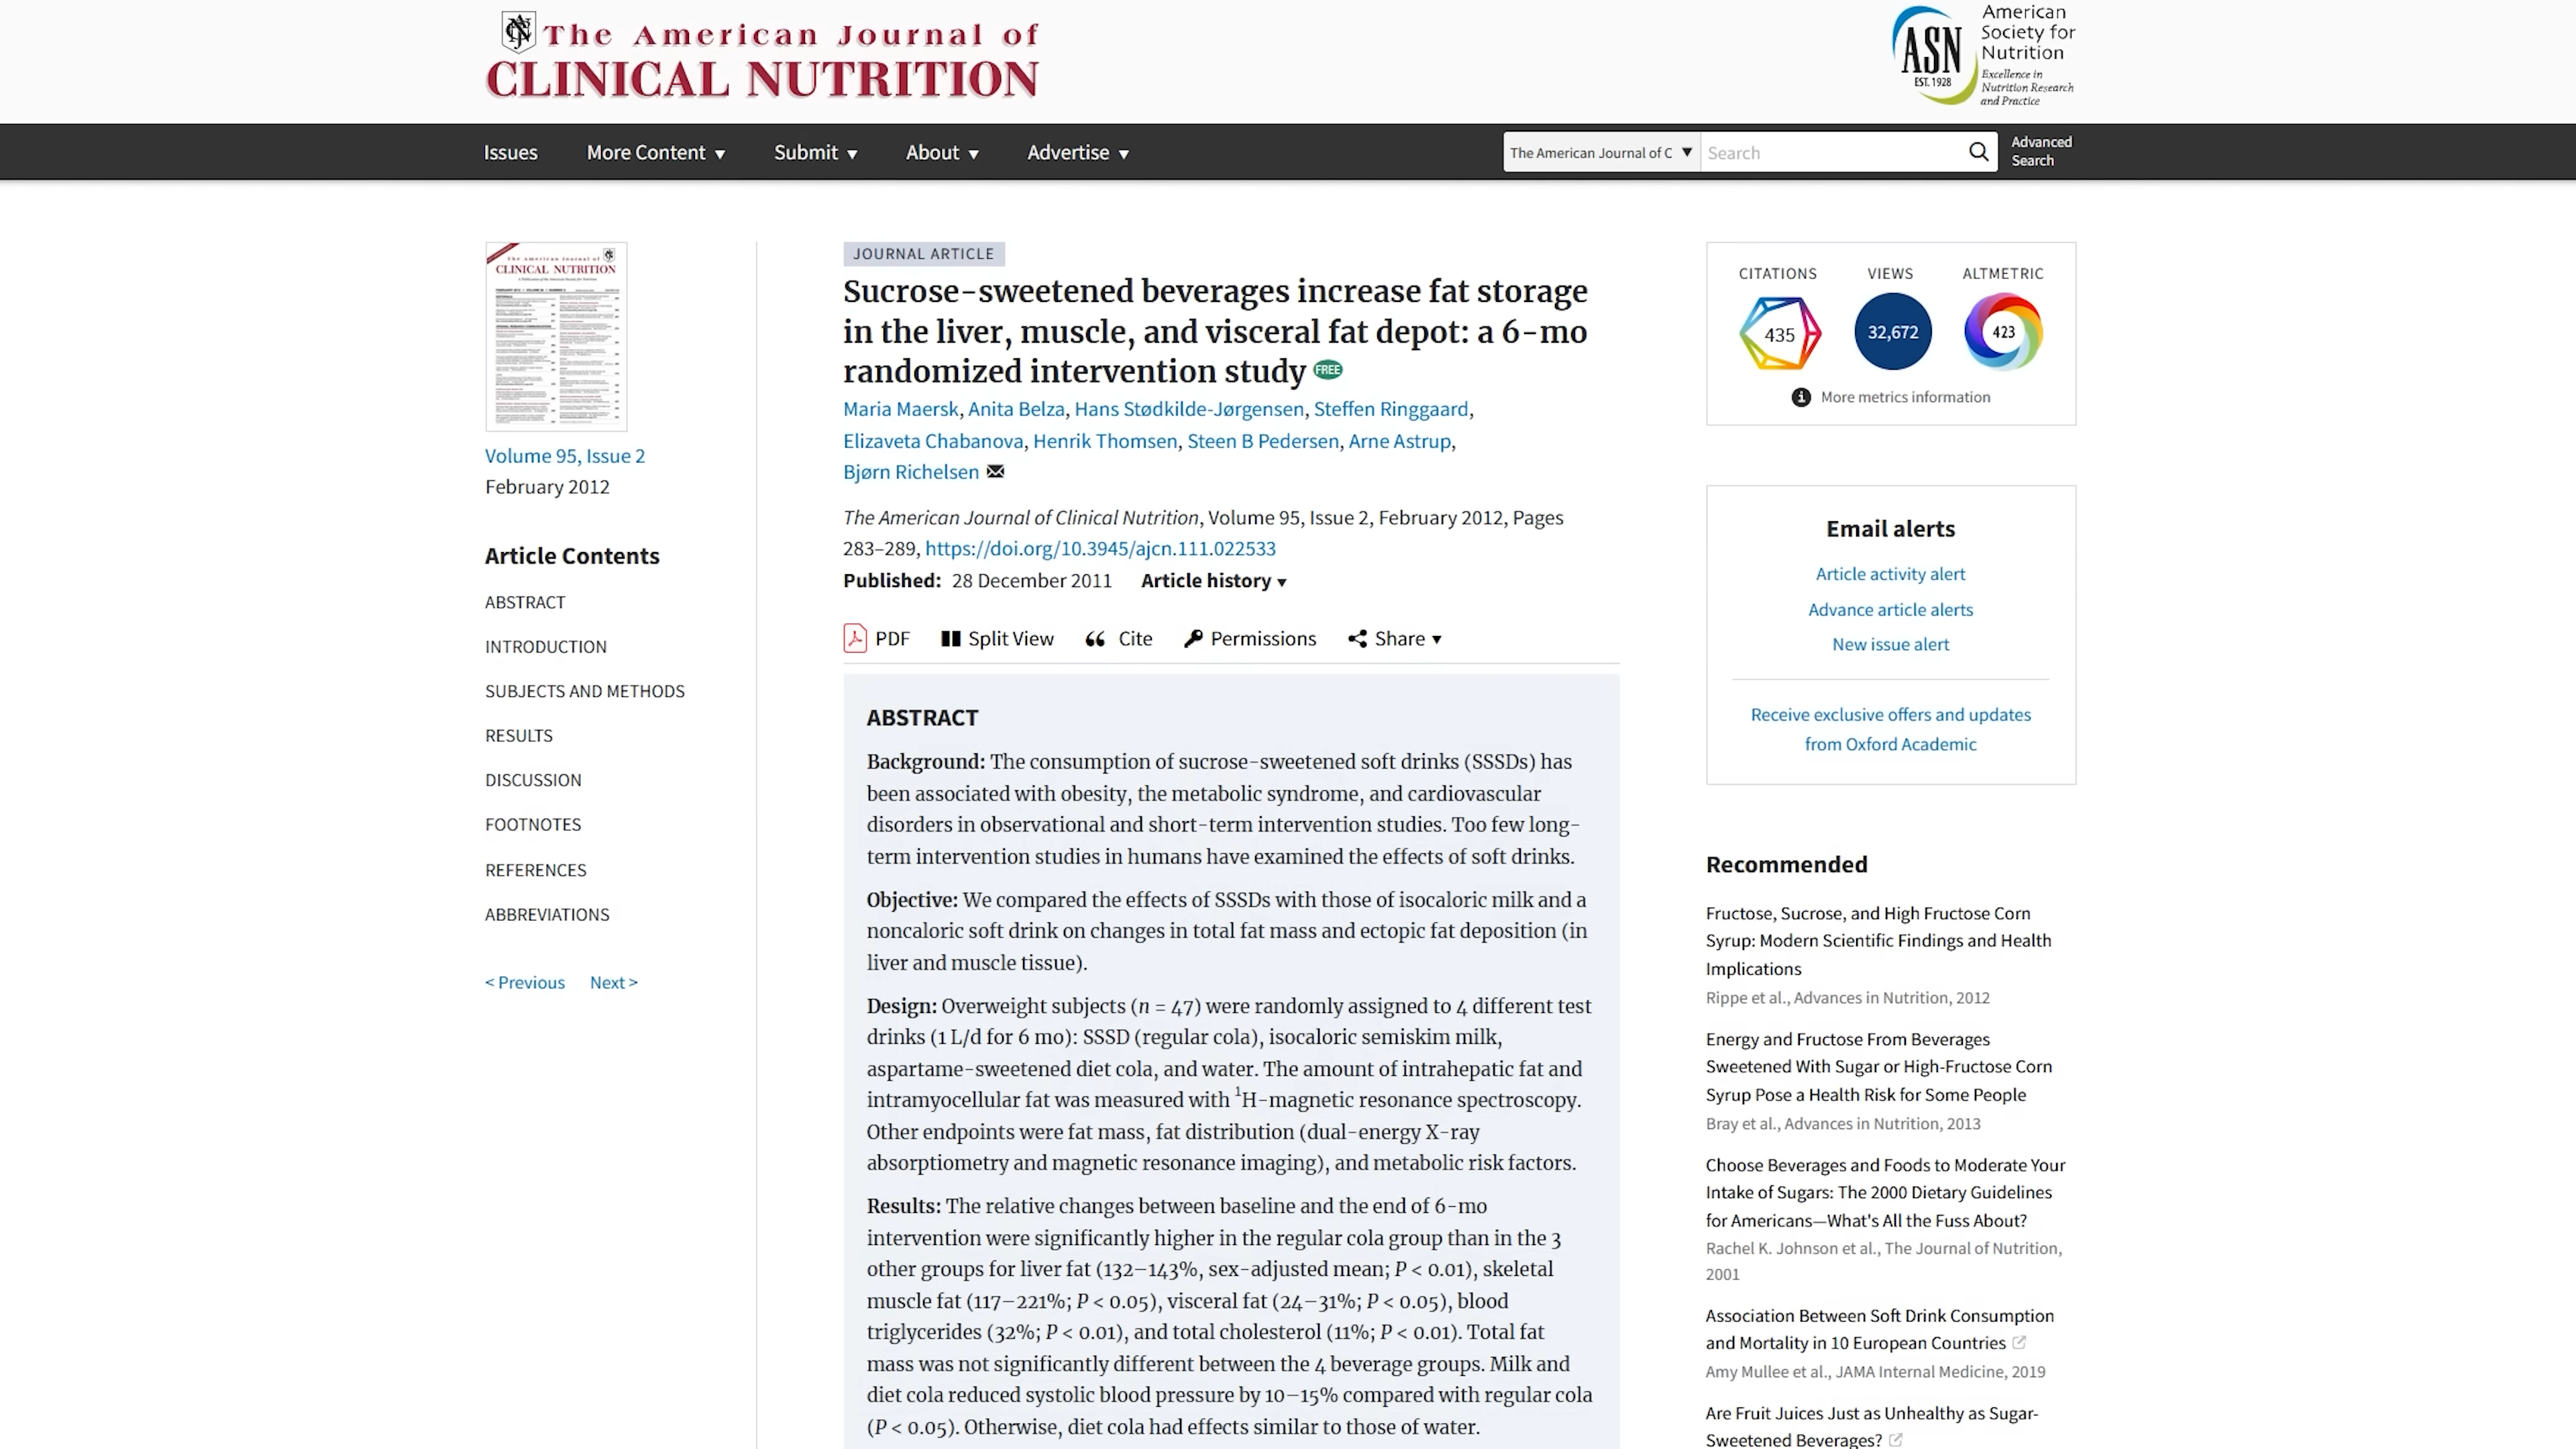 The American Journal of
CLINICAL NUTRITION
ASN
EST. 1928
American
Society for
Nutrition
Excellence in
Nutrition Research
and Practice
Issues
More Content ▼
Submit ▼
About ▼
Advertise ▼
The American Journal of C ▼
Search
Advanced
Search
The American Journal of
CLINICAL NUTRITION
Volume 95, Issue 2
February 2012
Article Contents
ABSTRACT
INTRODUCTION
SUBJECTS AND METHODS
RESULTS
DISCUSSION
FOOTNOTES
REFERENCES
ABBREVIATIONS
< Previous Next >
JOURNAL ARTICLE
Sucrose-sweetened beverages increase fat storage
in the liver, muscle, and visceral fat depot: a 6-mo
randomized intervention study FREE
Maria Maersk, Anita Belza, Hans Stødkilde-Jørgensen, Steffen Ringgaard,
Elizaveta Chabanova, Henrik Thomsen, Steen B Pedersen, Arne Astrup,
Bjørn Richelsen
The American Journal of Clinical Nutrition, Volume 95, Issue 2, February 2012, Pages
283–289, https://doi.org/10.3945/ajcn.111.022533
Published: 28 December 2011 Article history ▼
PDF Split View Cite Permissions Share ▼
ABSTRACT
Background: The consumption of sucrose-sweetened soft drinks (SSSDs) has
been associated with obesity, the metabolic syndrome, and cardiovascular
disorders in observational and short-term intervention studies. Too few long-
term intervention studies in humans have examined the effects of soft drinks.
Objective: We compared the effects of SSSDs with those of isocaloric milk and a
noncaloric soft drink on changes in total fat mass and ectopic fat deposition (in
liver and muscle tissue).
Design: Overweight subjects (n = 47) were randomly assigned to 4 different test
drinks (1 L/d for 6 mo): SSSD (regular cola), isocaloric semiskim milk,
aspartame-sweetened diet cola, and water. The amount of intrahepatic fat and
intramyocellular fat was measured with ¹H-magnetic resonance spectroscopy.
Other endpoints were fat mass, fat distribution (dual-energy X-ray
absorptiometry and magnetic resonance imaging), and metabolic risk factors.
Results: The relative changes between baseline and the end of 6-mo
intervention were significantly higher in the regular cola group than in the 3
other groups for liver fat (132–143%, sex-adjusted mean; P < 0.01), skeletal
muscle fat (117–221%; P < 0.05), visceral fat (24–31%; P < 0.05), blood
triglycerides (32%; P < 0.01), and total cholesterol (11%; P < 0.01). Total fat
mass was not significantly different between the 4 beverage groups. Milk and
diet cola reduced systolic blood pressure by 10–15% compared with regular cola
(P < 0.05). Otherwise, diet cola had effects similar to those of water.
CITATIONS VIEWS ALTMETRIC
435 32,672 423
More metrics information
Email alerts
Article activity alert
Advance article alerts
New issue alert
Receive exclusive offers and updates
from Oxford Academic
Recommended
Fructose, Sucrose, and High Fructose Corn
Syrup: Modern Scientific Findings and Health
Implications
Rippe et al., Advances in Nutrition, 2012
Energy and Fructose From Beverages
Sweetened With Sugar or High-Fructose Corn
Syrup Pose a Health Risk for Some People
Bray et al., Advances in Nutrition, 2013
Choose Beverages and Foods to Moderate Your
Intake of Sugars: The 2000 Dietary Guidelines
for Americans—What's All the Fuss About?
Rachel K. Johnson et al., The Journal of Nutrition,
2001
Association Between Soft Drink Consumption
and Mortality in 10 European Countries
Amy Mullee et al., JAMA Internal Medicine, 2019
Are Fruit Juices Just as Unhealthy as Sugar-
Sweetened Beverages?